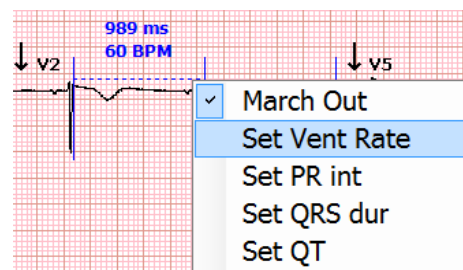 989 ms
60 BPM
V2
V5
March Out
Set Vent Rate
Set PR int
Set QRS dur
Set QT